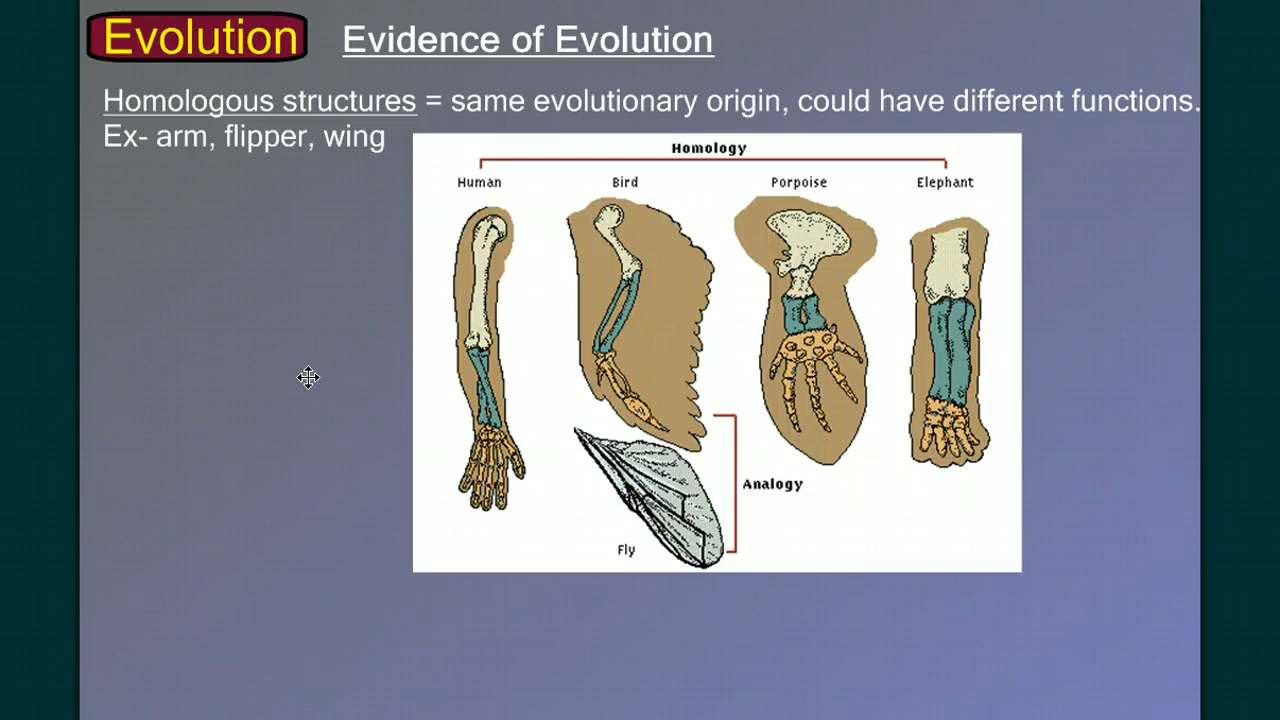 Evolution
Evidence of Evolution
Homologous structures = same evolutionary origin, could have different functions.
Ex- arm, flipper, wing
Homology
Human Bird Porpoise Elephant
Analogy
Fly